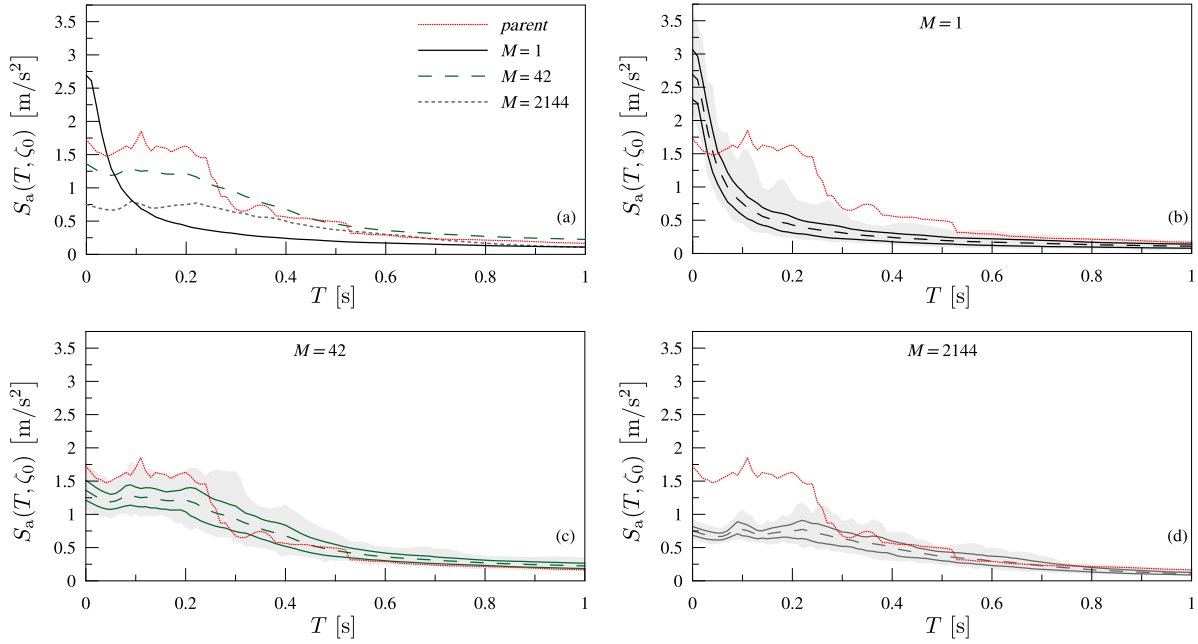 3.5
3
2.5
2
1.5
1
0.5
0
0 0.2 0.4 0.6 0.8 1
T [s]
Sa(T, ζ0) [m/s²]
parent
M = 1
M = 42
M = 2144
(a)
3.5
3
2.5
2
1.5
1
0.5
0
0 0.2 0.4 0.6 0.8 1
T [s]
Sa(T, ζ0) [m/s²]
M = 1
(b)
3.5
3
2.5
2
1.5
1
0.5
0
0 0.2 0.4 0.6 0.8 1
T [s]
Sa(T, ζ0) [m/s²]
M = 42
(c)
3.5
3
2.5
2
1.5
1
0.5
0
0 0.2 0.4 0.6 0.8 1
T [s]
Sa(T, ζ0) [m/s²]
M = 2144
(d)